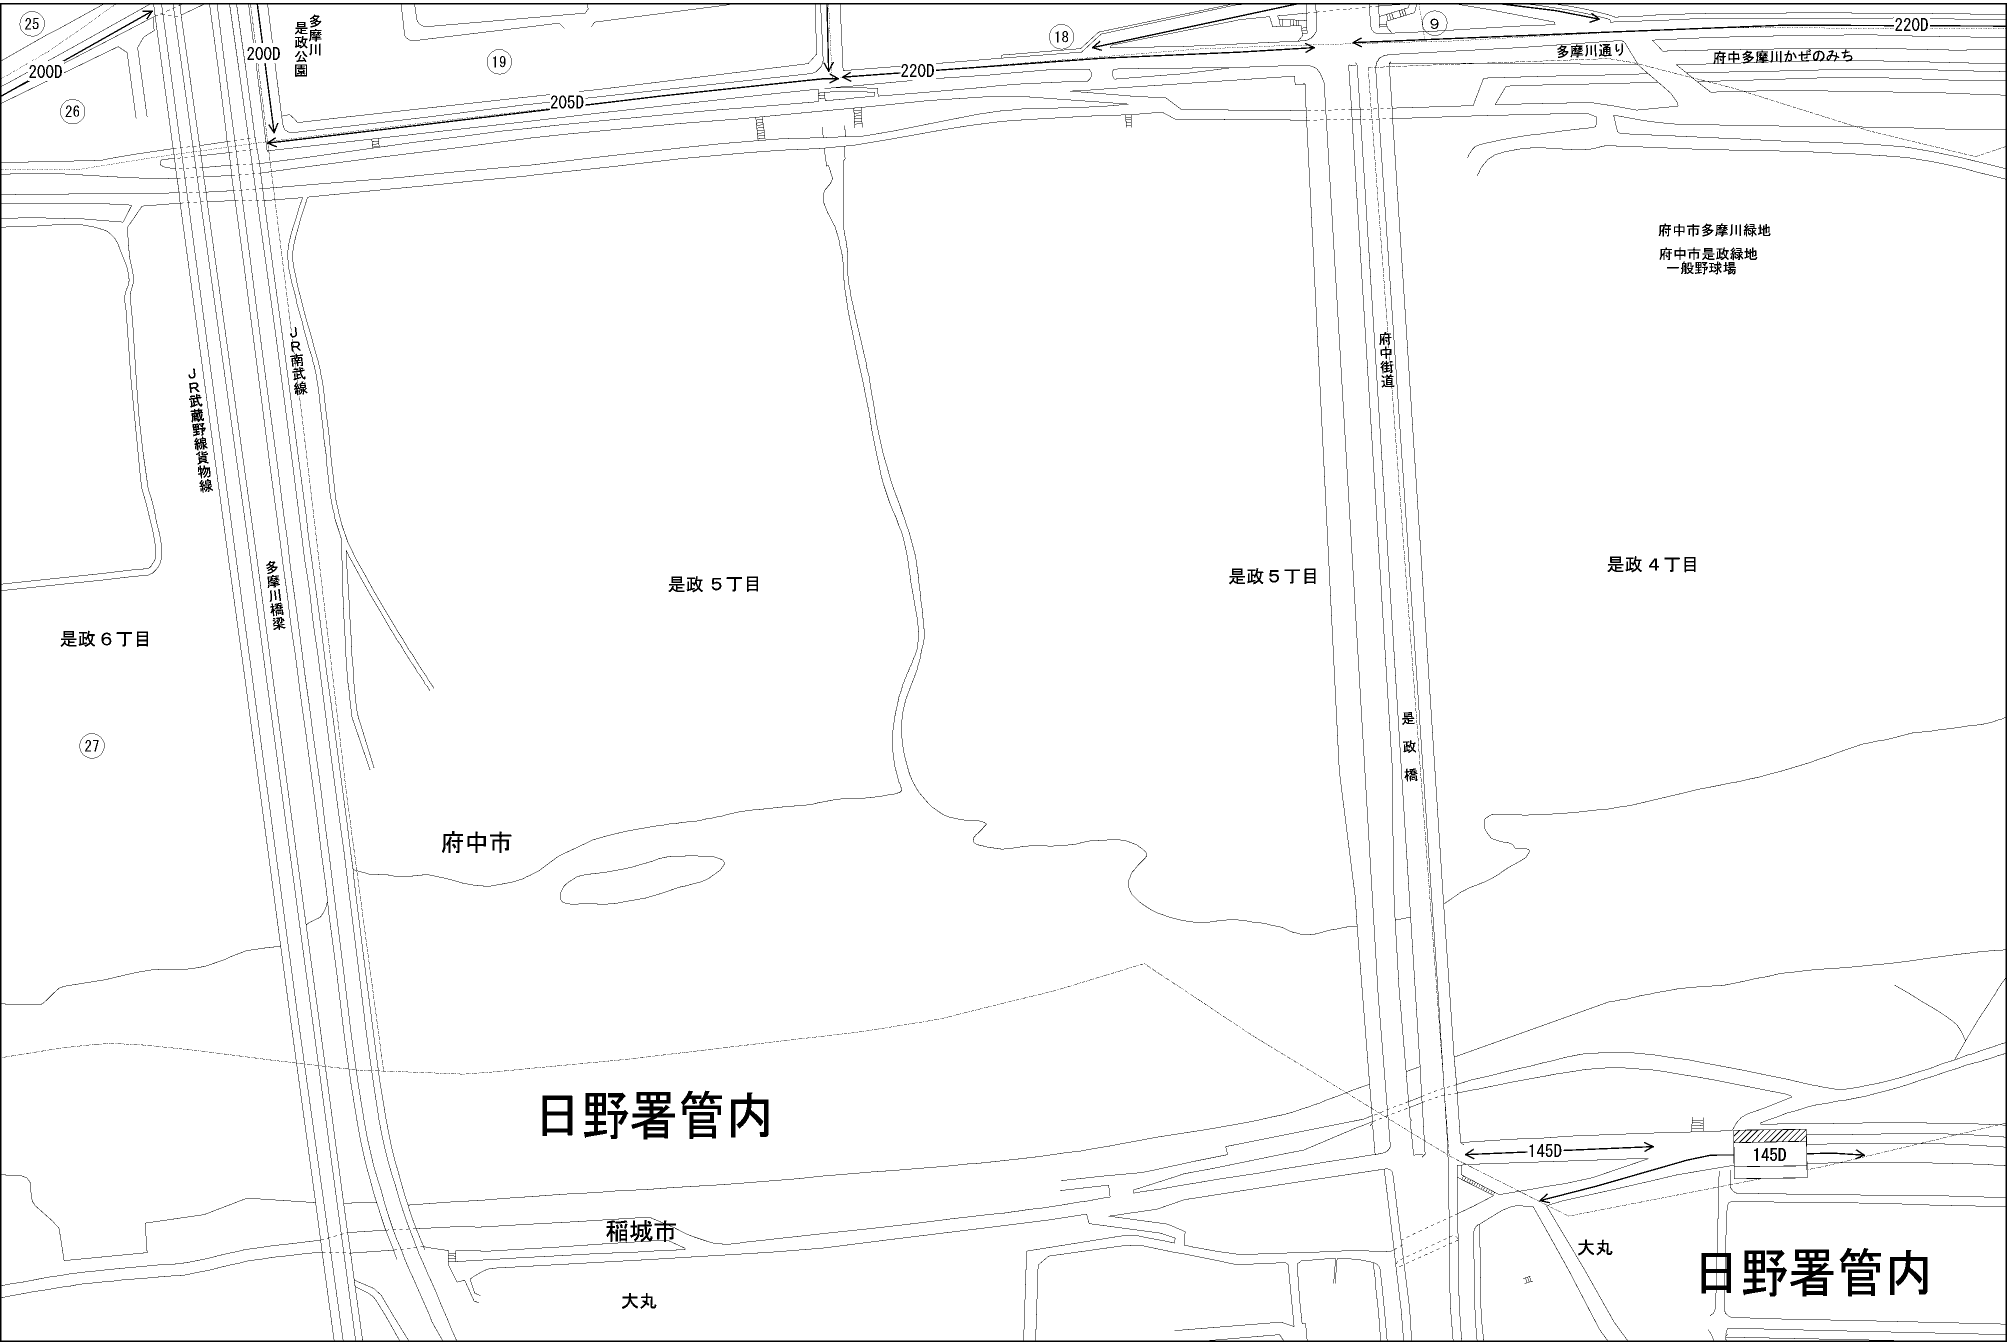 25
多摩川
是政公園
18
9
220D
200D
200D
19
220D
多摩川通り
府中多摩川かぜのみち
26
205D
府中市多摩川緑地
府中市是政緑地
一般野球場
JR南武線
府中街道
JR武蔵野線貨物線
多摩川橋梁
是政5丁目
是政5丁目
是政4丁目
是政6丁目
27
是政橋
府中市
日野署管内
145D
145D
稲城市
大丸
日野署管内
大丸